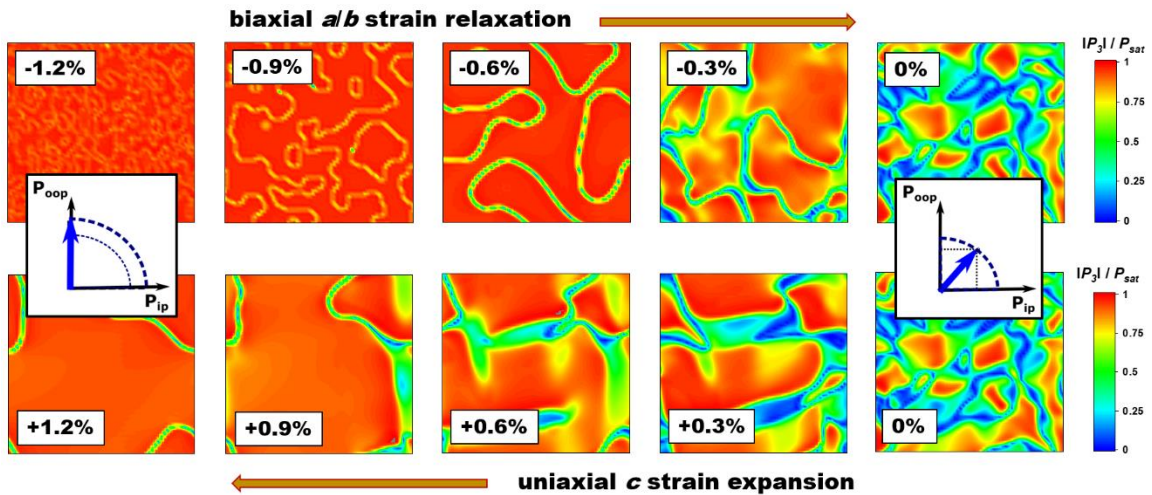 biaxial a/b strain relaxation
-1.2%
-0.9%
-0.6%
-0.3%
0%
|P3| / Psat
1
0.75
0.5
0.25
0
Poop
Pip
Poop
Pip
|P3| / Psat
1
0.75
0.5
0.25
0
+1.2%
+0.9%
+0.6%
+0.3%
0%
uniaxial c strain expansion